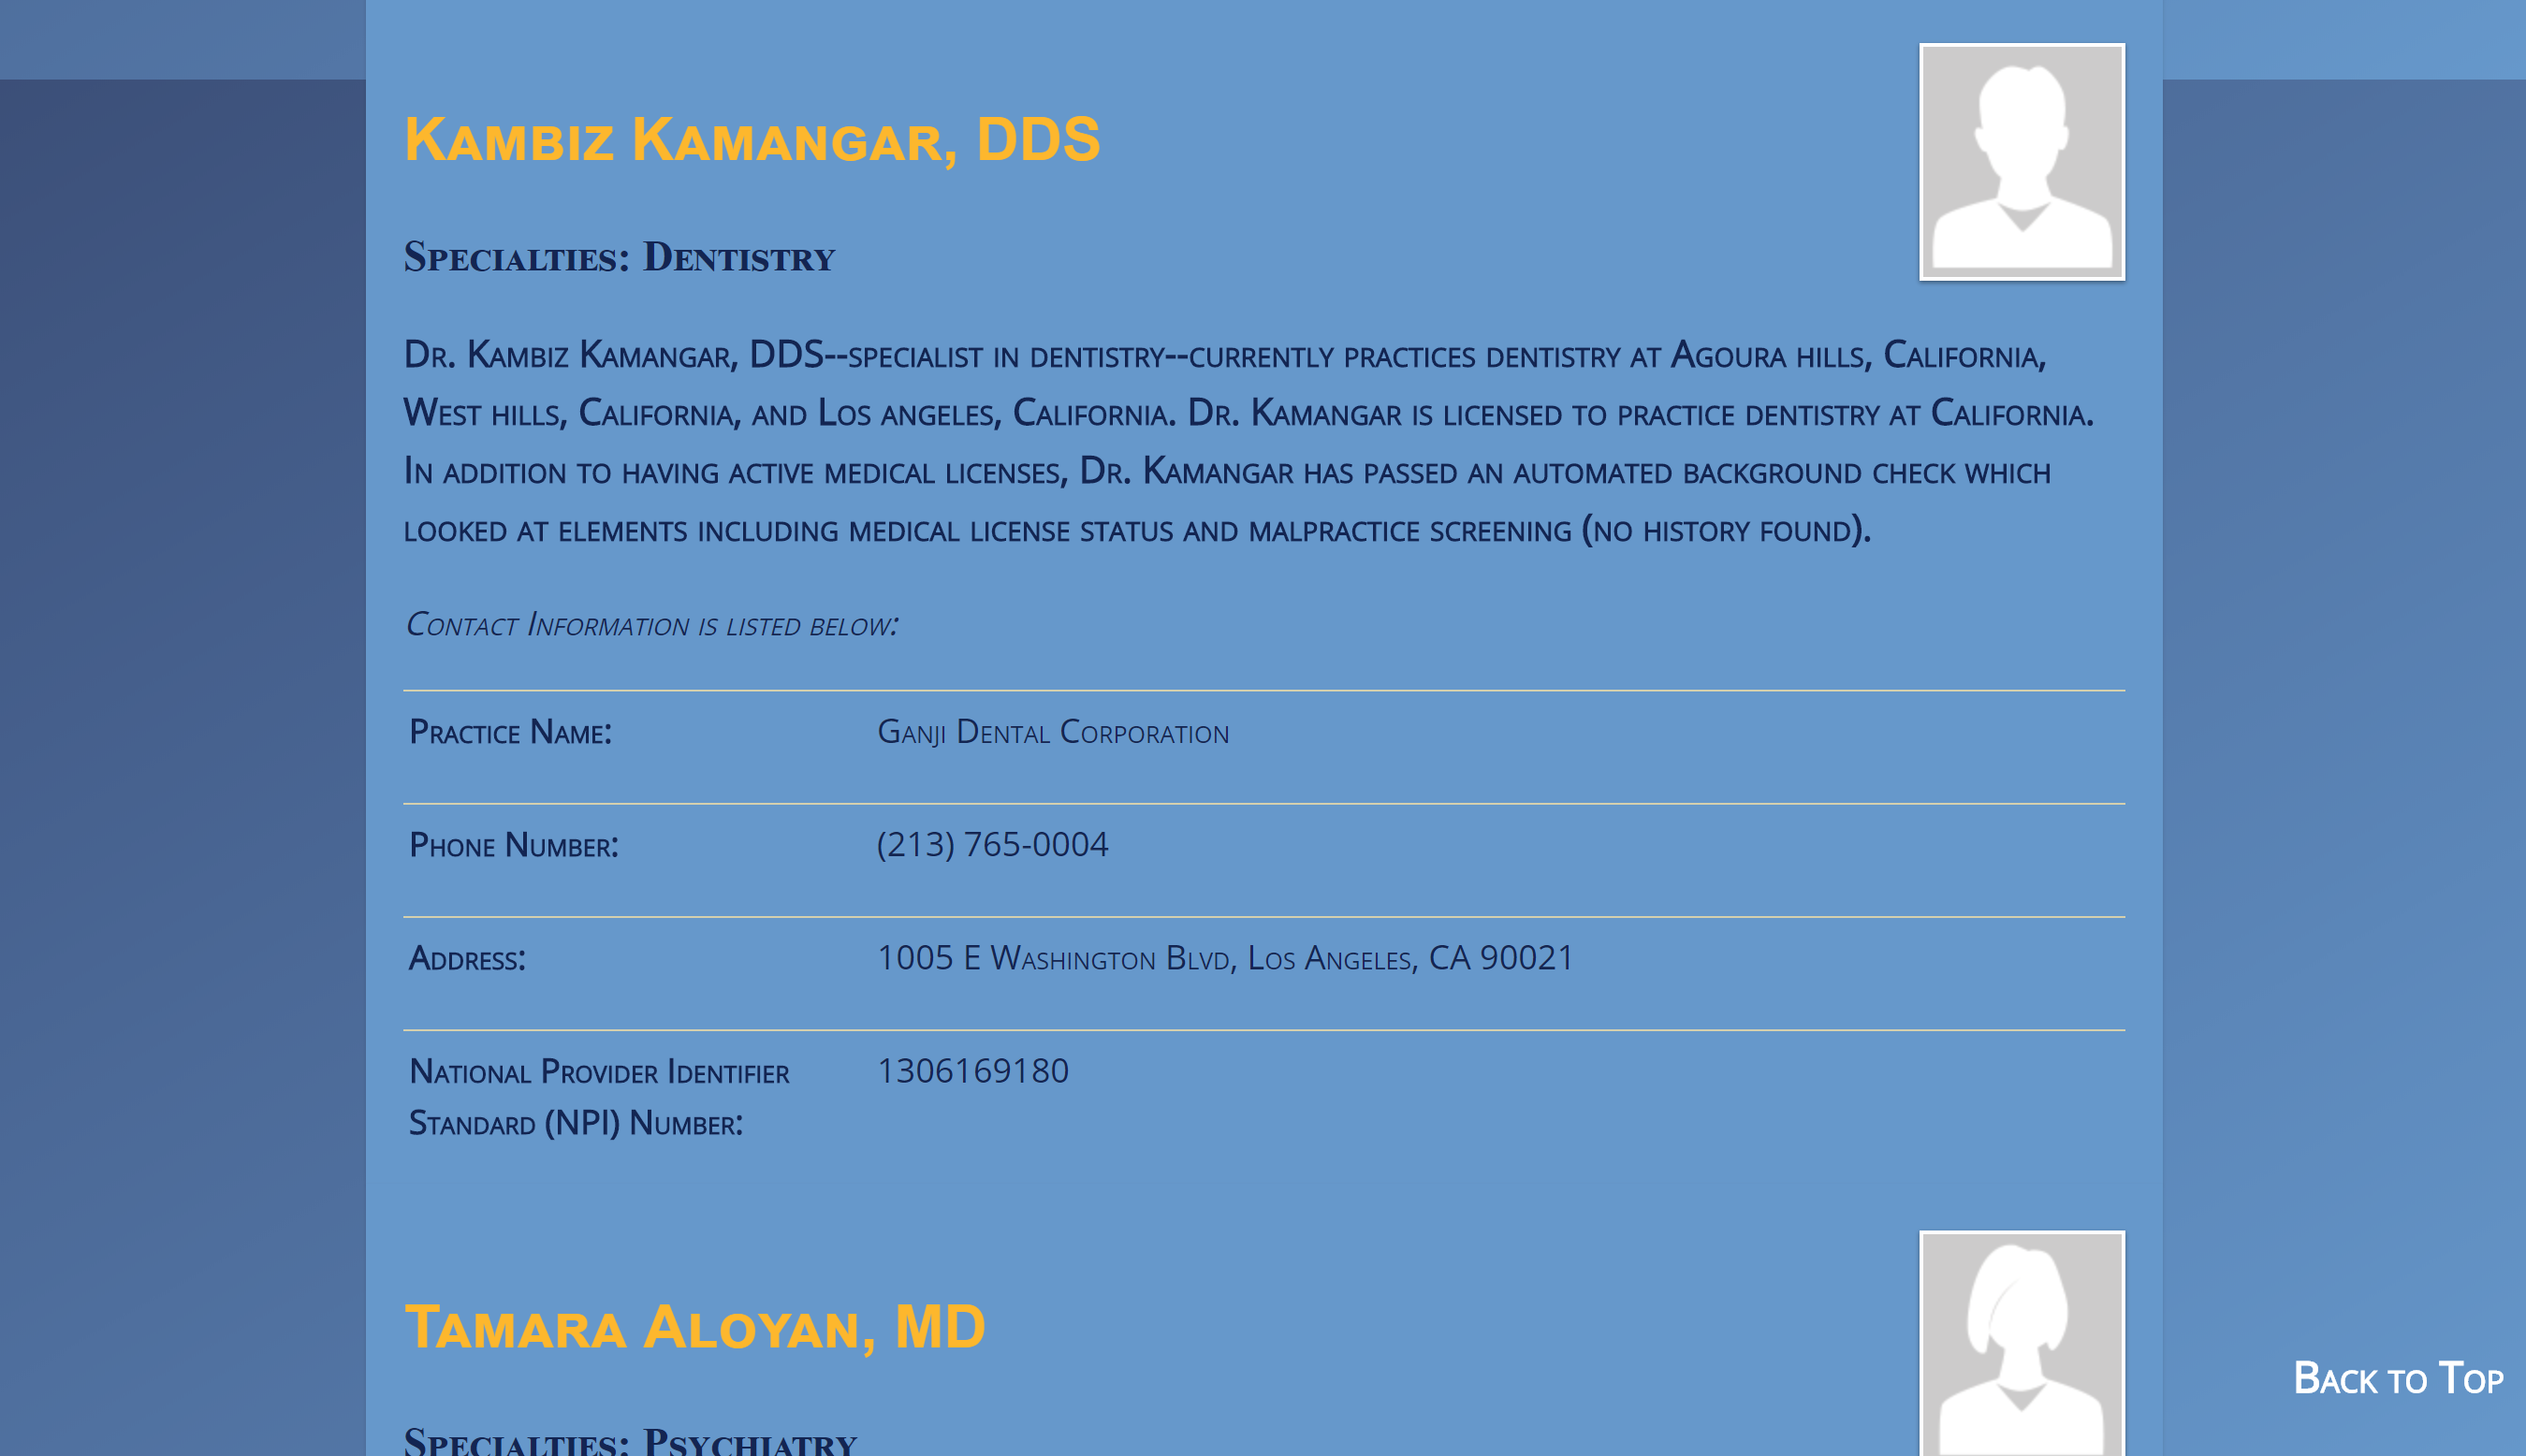 Kambiz Kamangar, DDS
Specialties: Dentistry
Dr. Kambiz Kamangar, DDS--specialist in dentistry--currently practices dentistry at Agoura hills, California,
West hills, California, and Los angeles, California. Dr. Kamangar is licensed to practice dentistry at California.
In addition to having active medical licenses, Dr. Kamangar has passed an automated background check which
looked at elements including medical license status and malpractice screening (no history found).
Contact Information is listed below:
Practice Name: Ganji Dental Corporation
Phone Number: (213) 765-0004
Address: 1005 E Washington Blvd, Los Angeles, CA 90021
National Provider Identifier 1306169180
Standard (NPI) Number:
Tamara Aloyan, MD
Back to Top
Specialties: Psychiatry